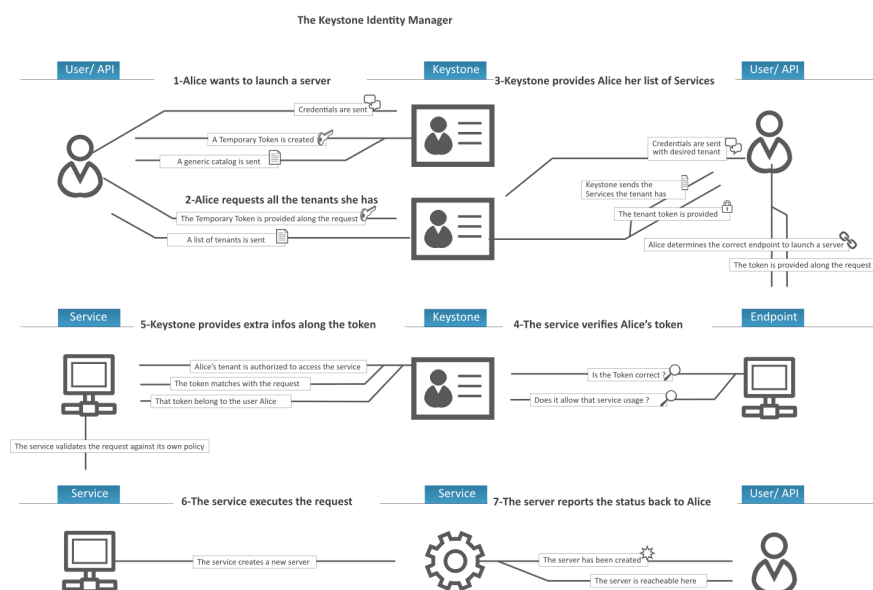 The Keystone Identity Manager
User/ API
1-Alice wants to launch a server
Keystone
3-Keystone provides Alice her list of Services
User/ API
Credentials are sent
A Temporary Token is created
A generic catalog is sent
2-Alice requests all the tenants she has
The Temporary Token is provided along the request
A list of tenants is sent
Credentials are sent
with desired tenant
Keystone sends the
Services the tenant has
The tenant token is provided
Alice determines the correct endpoint to launch a server
The token is provided along the request
Service
5-Keystone provides extra infos along the token
Keystone
4-The service verifies Alice's token
Endpoint
Alice's tenant is authorized to access the service
The token matches with the request
That token belong to the user Alice
Is the Token correct ?
Does it allow that service usage ?
The service validates the request against its own policy
Service
6-The service executes the request
Service
7-The server reports the status back to Alice
User/ API
The service creates a new server
The server has been created
The server is reacheable here